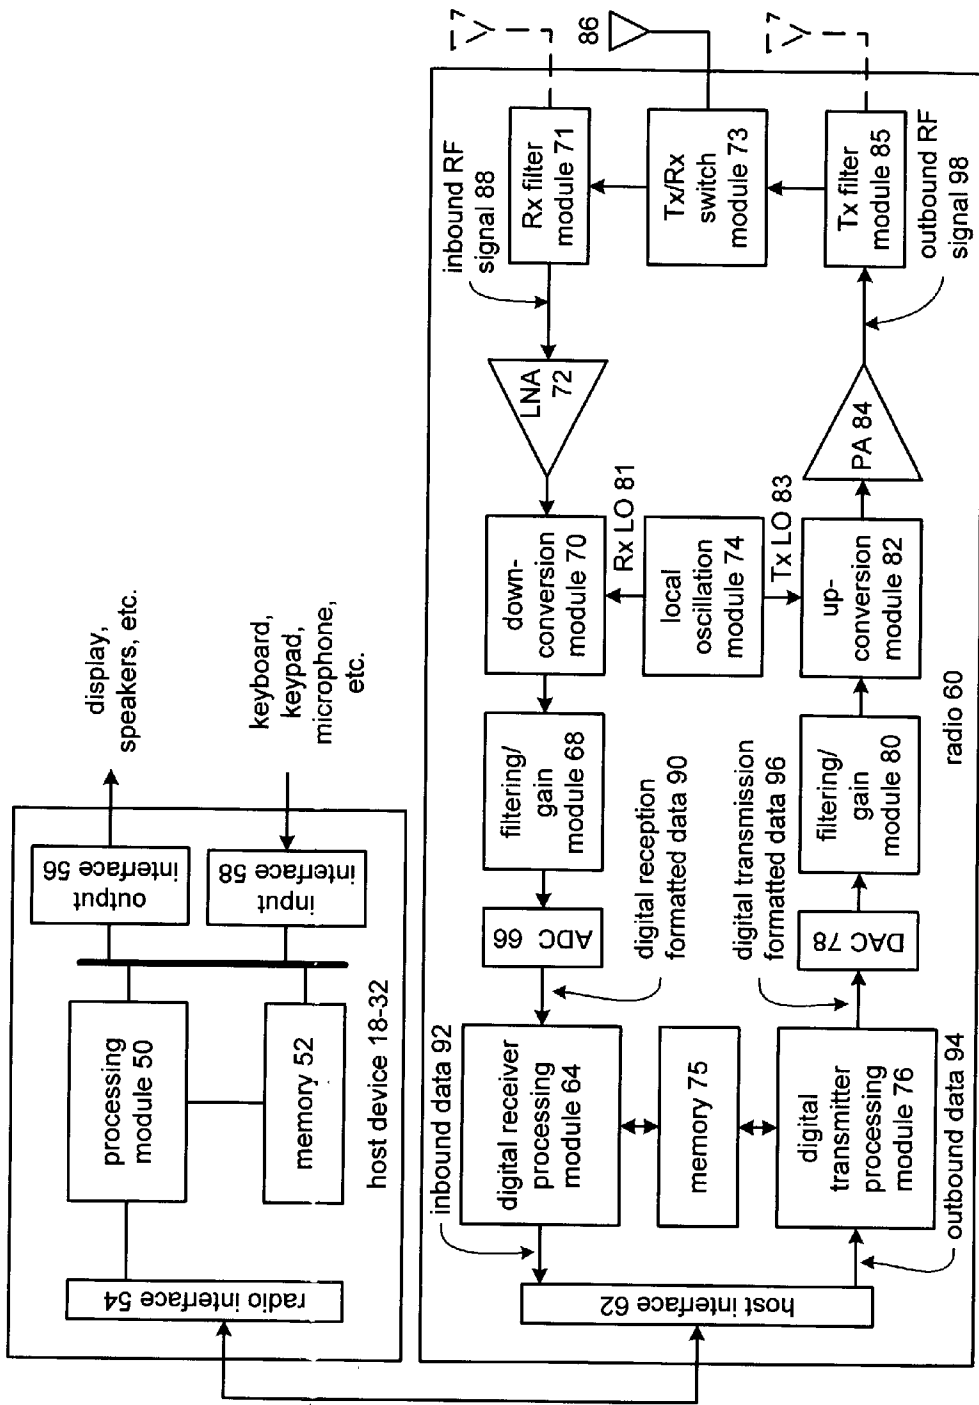 radio interface 54
processing
module 50
memory 52
output
interface 56
input
interface 58
display,
speakers, etc.
keyboard,
keypad,
microphone,
etc.
host device 18-32
host interface 62
inbound data 92
digital receiver
processing
module 64
memory 75
digital
transmitter
processing
module 76
outbound data 94
digital reception
formatted data 90
digital transmission
formatted data 96
ADC 66
DAC 78
filtering/
gain
module 68
filtering/
gain
module 80
down-
conversion
module 70
Rx LO 81
local
oscillation
module 74
Tx LO 83
up-
conversion
module 82
LNA
72
PA 84
inbound RF
signal 88
outbound RF
signal 98
Rx filter
module 71
Tx/Rx
switch
module 73
Tx filter
module 85
86
radio 60